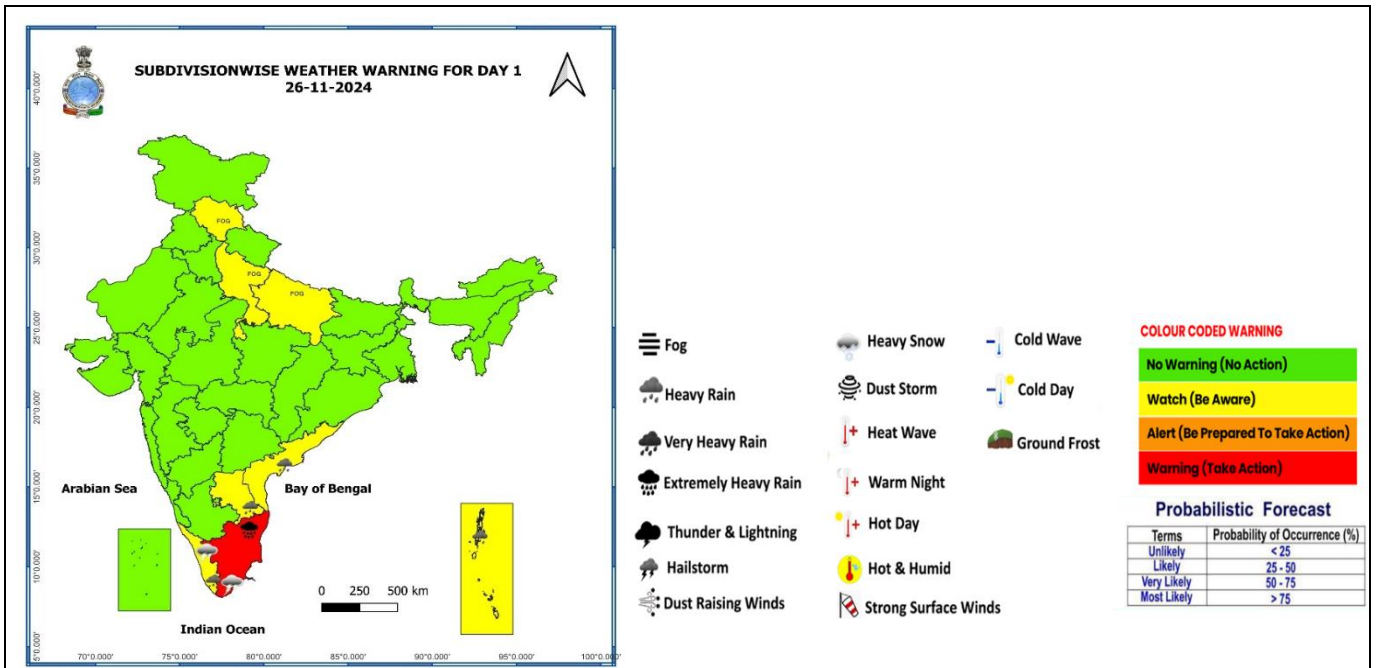 SUBDIVISIONWISE WEATHER WARNING FOR DAY 1
26-11-2024
40°0.000'
35°0.000'
30°0.000'
25°0.000'
20°0.000'
15°0.000'
10°0.000'
5°0.000'
FOG
FOG
FOG
Arabian Sea
Bay of Bengal
Indian Ocean
0 250 500 km
70°0.000' 75°0.000' 80°0.000' 85°0.000' 90°0.000' 95°0.000' 100°0.000'
Fog
Heavy Rain
Very Heavy Rain
Extremely Heavy Rain
Thunder & Lightning
Hailstorm
Dust Raising Winds
Heavy Snow
Dust Storm
Heat Wave
Warm Night
Hot Day
Hot & Humid
Strong Surface Winds
Cold Wave
Cold Day
Ground Frost
COLOUR CODED WARNING
No Warning (No Action)
Watch (Be Aware)
Alert (Be Prepared To Take Action)
Warning (Take Action)
Probabilistic Forecast
Terms Probability of Occurrence (%)
Unlikely < 25
Likely 25 - 50
Very Likely 50 - 75
Most Likely > 75